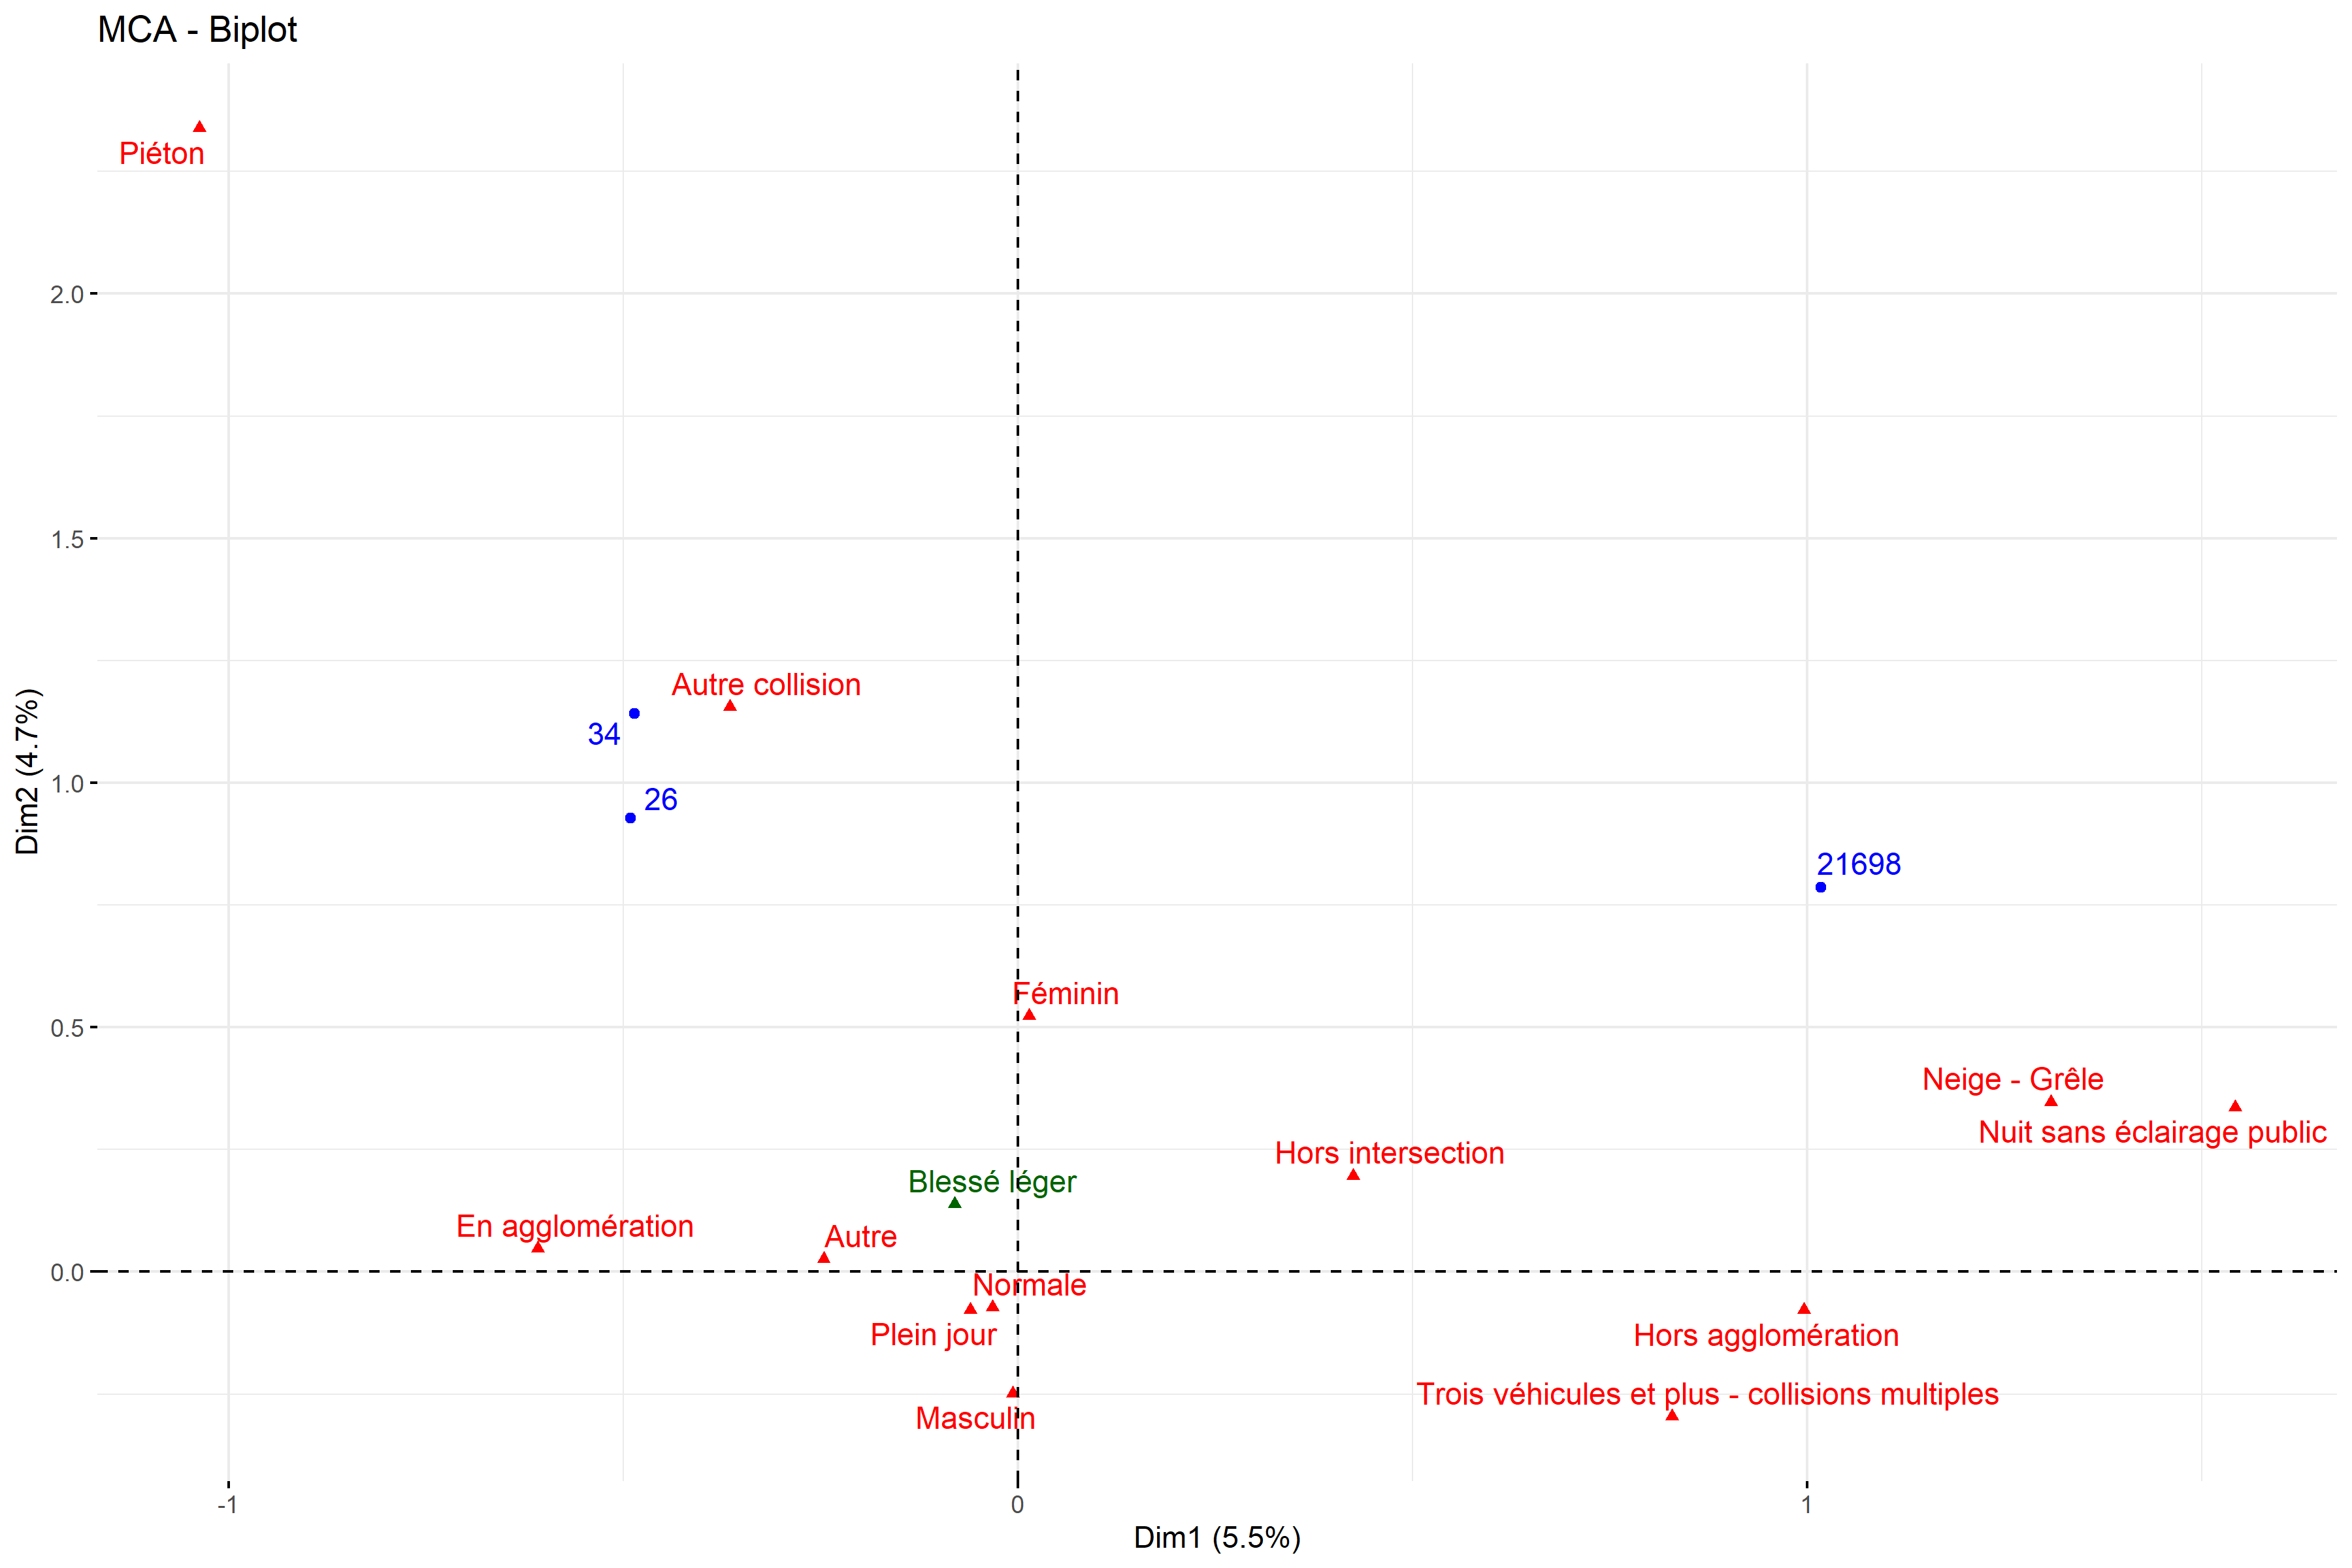 MCA - Biplot
Piéton
2.0
1.5
Autre collision
34
1.0
26
21698
Féminin
0.5
Neige - Grêle
Nuit sans éclairage public
Hors intersection
Blessé léger
En agglomération
Autre
0.0
Normale
Plein jour
Hors agglomération
Trois véhicules et plus - collisions multiples
Masculin
-1
0
1
Dim1 (5.5%)
Dim2 (4.7%)